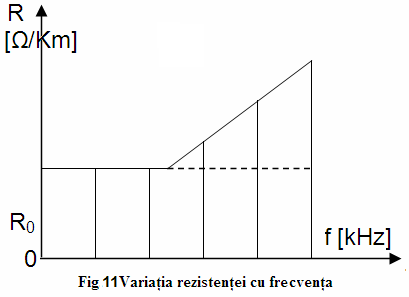 R
[Ω/Km]
R₀
0
f [kHz]
Fig 11Variația rezistenței cu frecvența